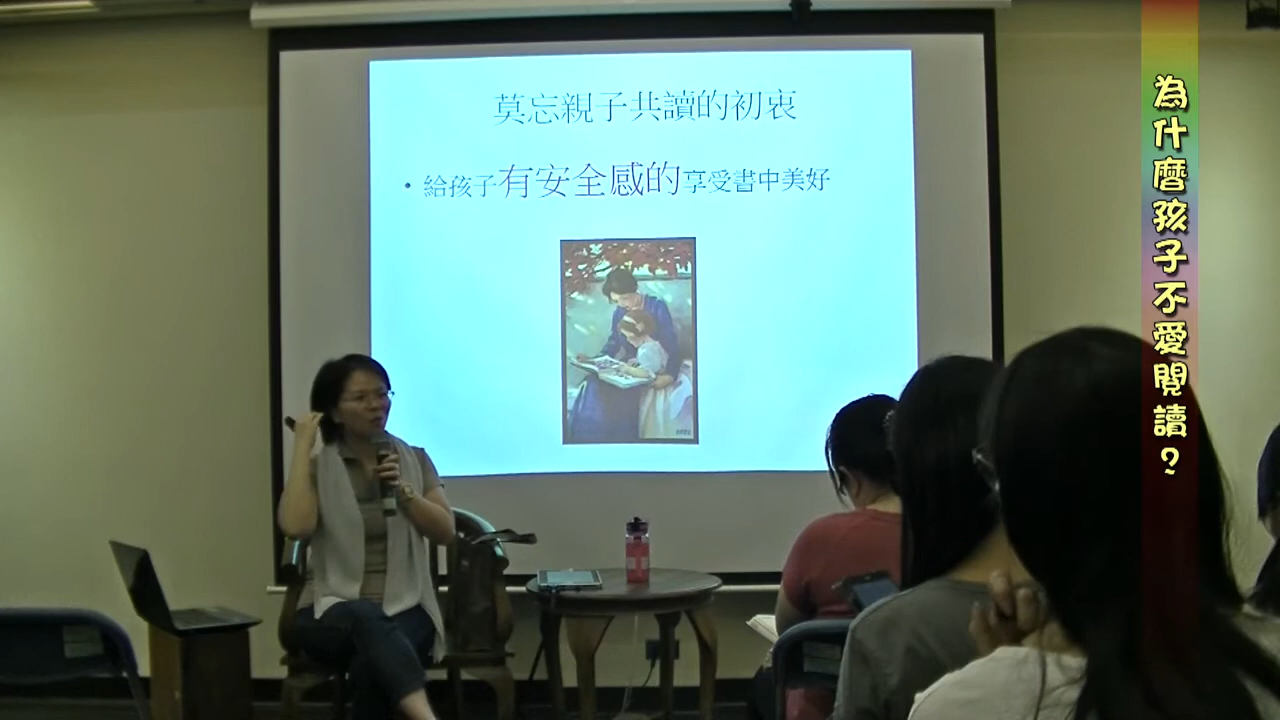 莫忘親子共讀的初衷
• 給孩子有安全感的享受書中美好
為什麼孩子不愛閱讀？